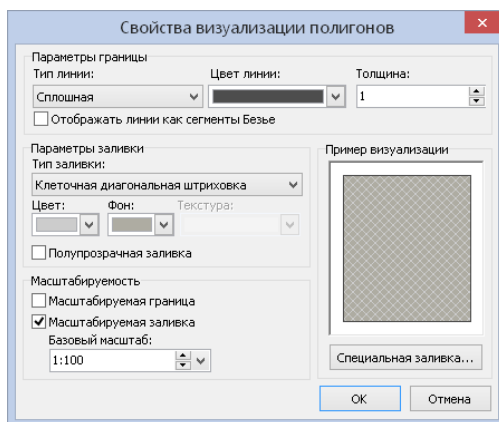 Свойства визуализации полигонов
Параметры границы
Тип линии: Цвет линии: Толщина:
Сплошная 1
Отображать линии как сегменты Безье
Параметры заливки
Тип заливки:
Клеточная диагональная штриховка
Цвет: Фон: Текстура:
Полупрозрачная заливка
Масштабируемость
Масштабируемая граница
Масштабируемая заливка
Базовый масштаб:
1:100
Пример визуализации
Специальная заливка...
ОК Отмена